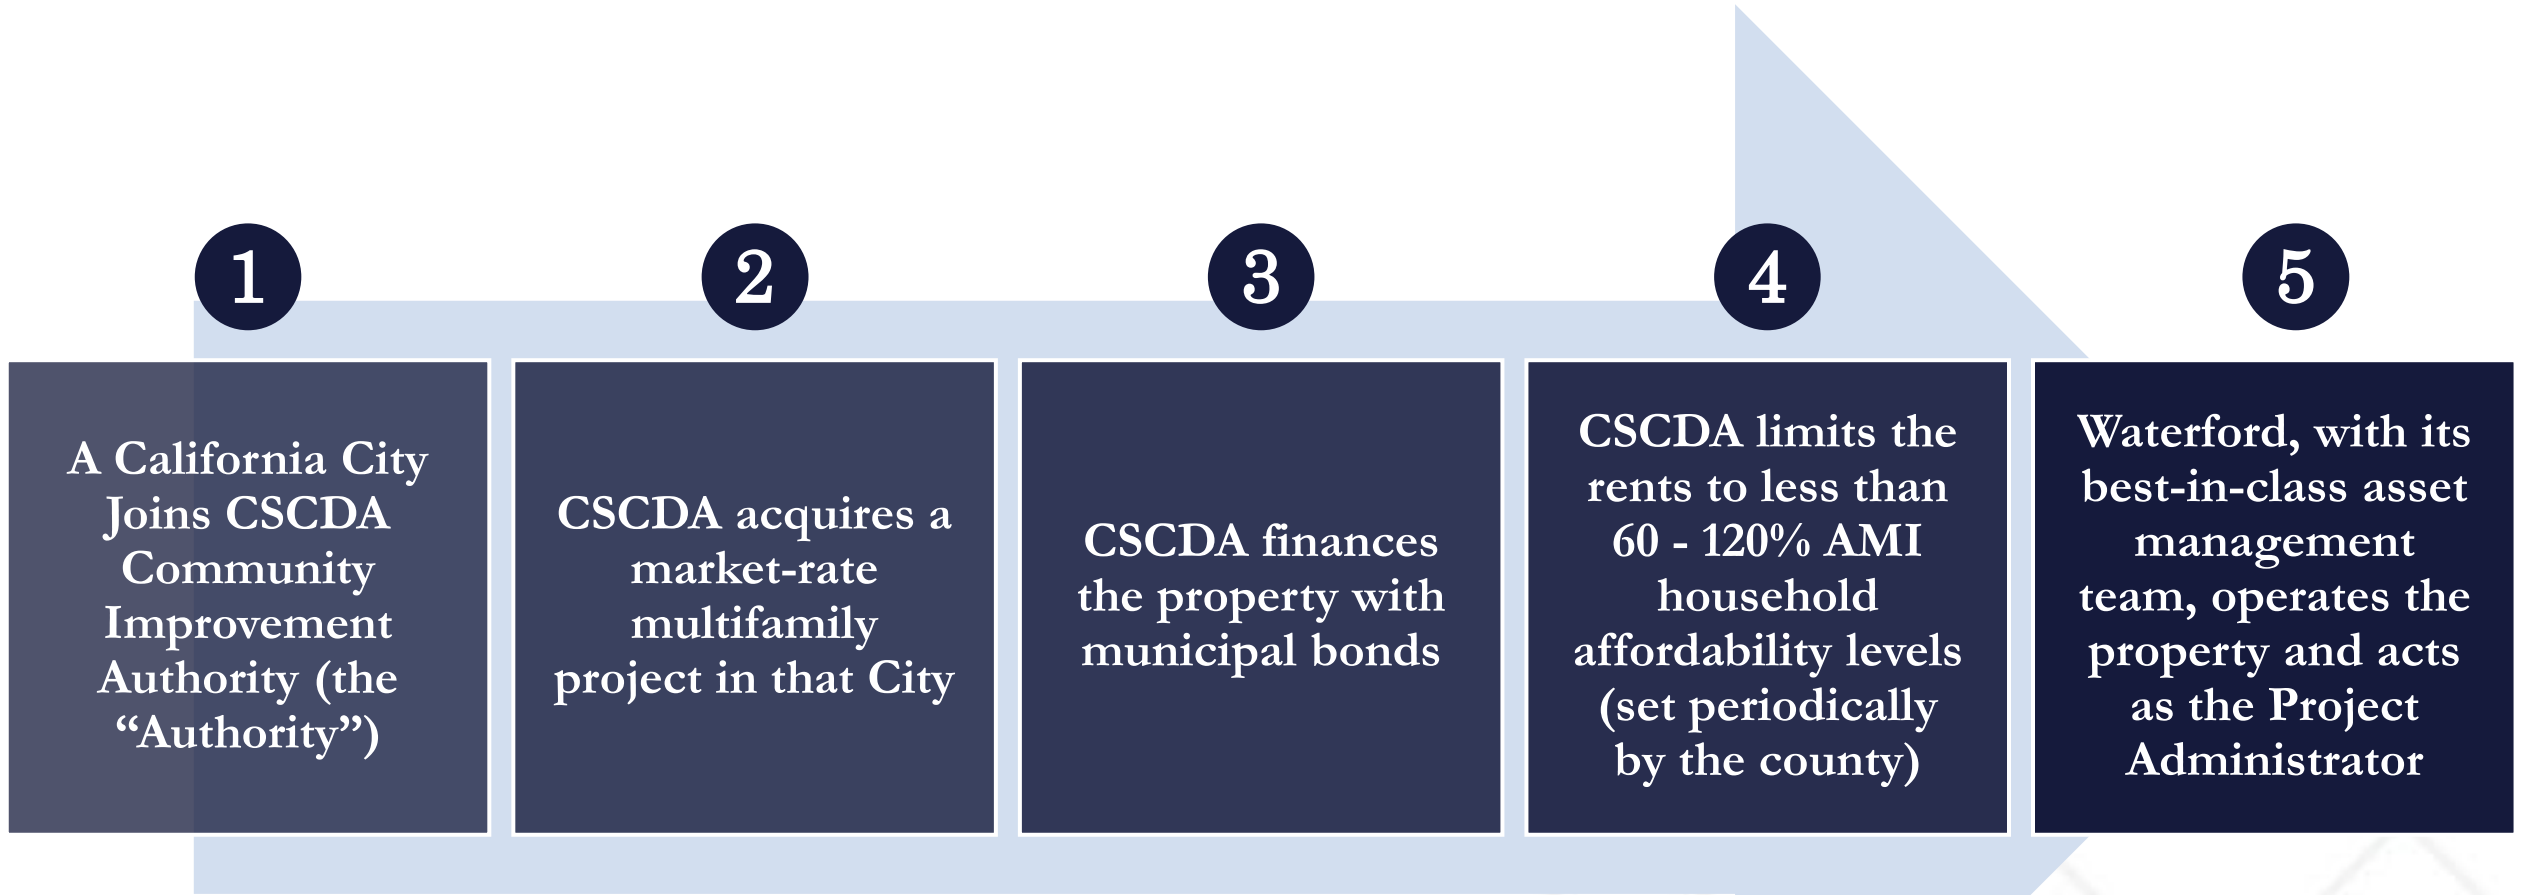 1
A California City
Joins CSCDA
Community
Improvement
Authority (the
“Authority”)
2
CSCDA acquires a
market-rate
multifamily
project in that City
3
CSCDA finances
the property with
municipal bonds
4
CSCDA limits the
rents to less than
60 - 120% AMI
household
affordability levels
(set periodically
by the county)
5
Waterford, with its
best-in-class asset
management
team, operates the
property and acts
as the Project
Administrator